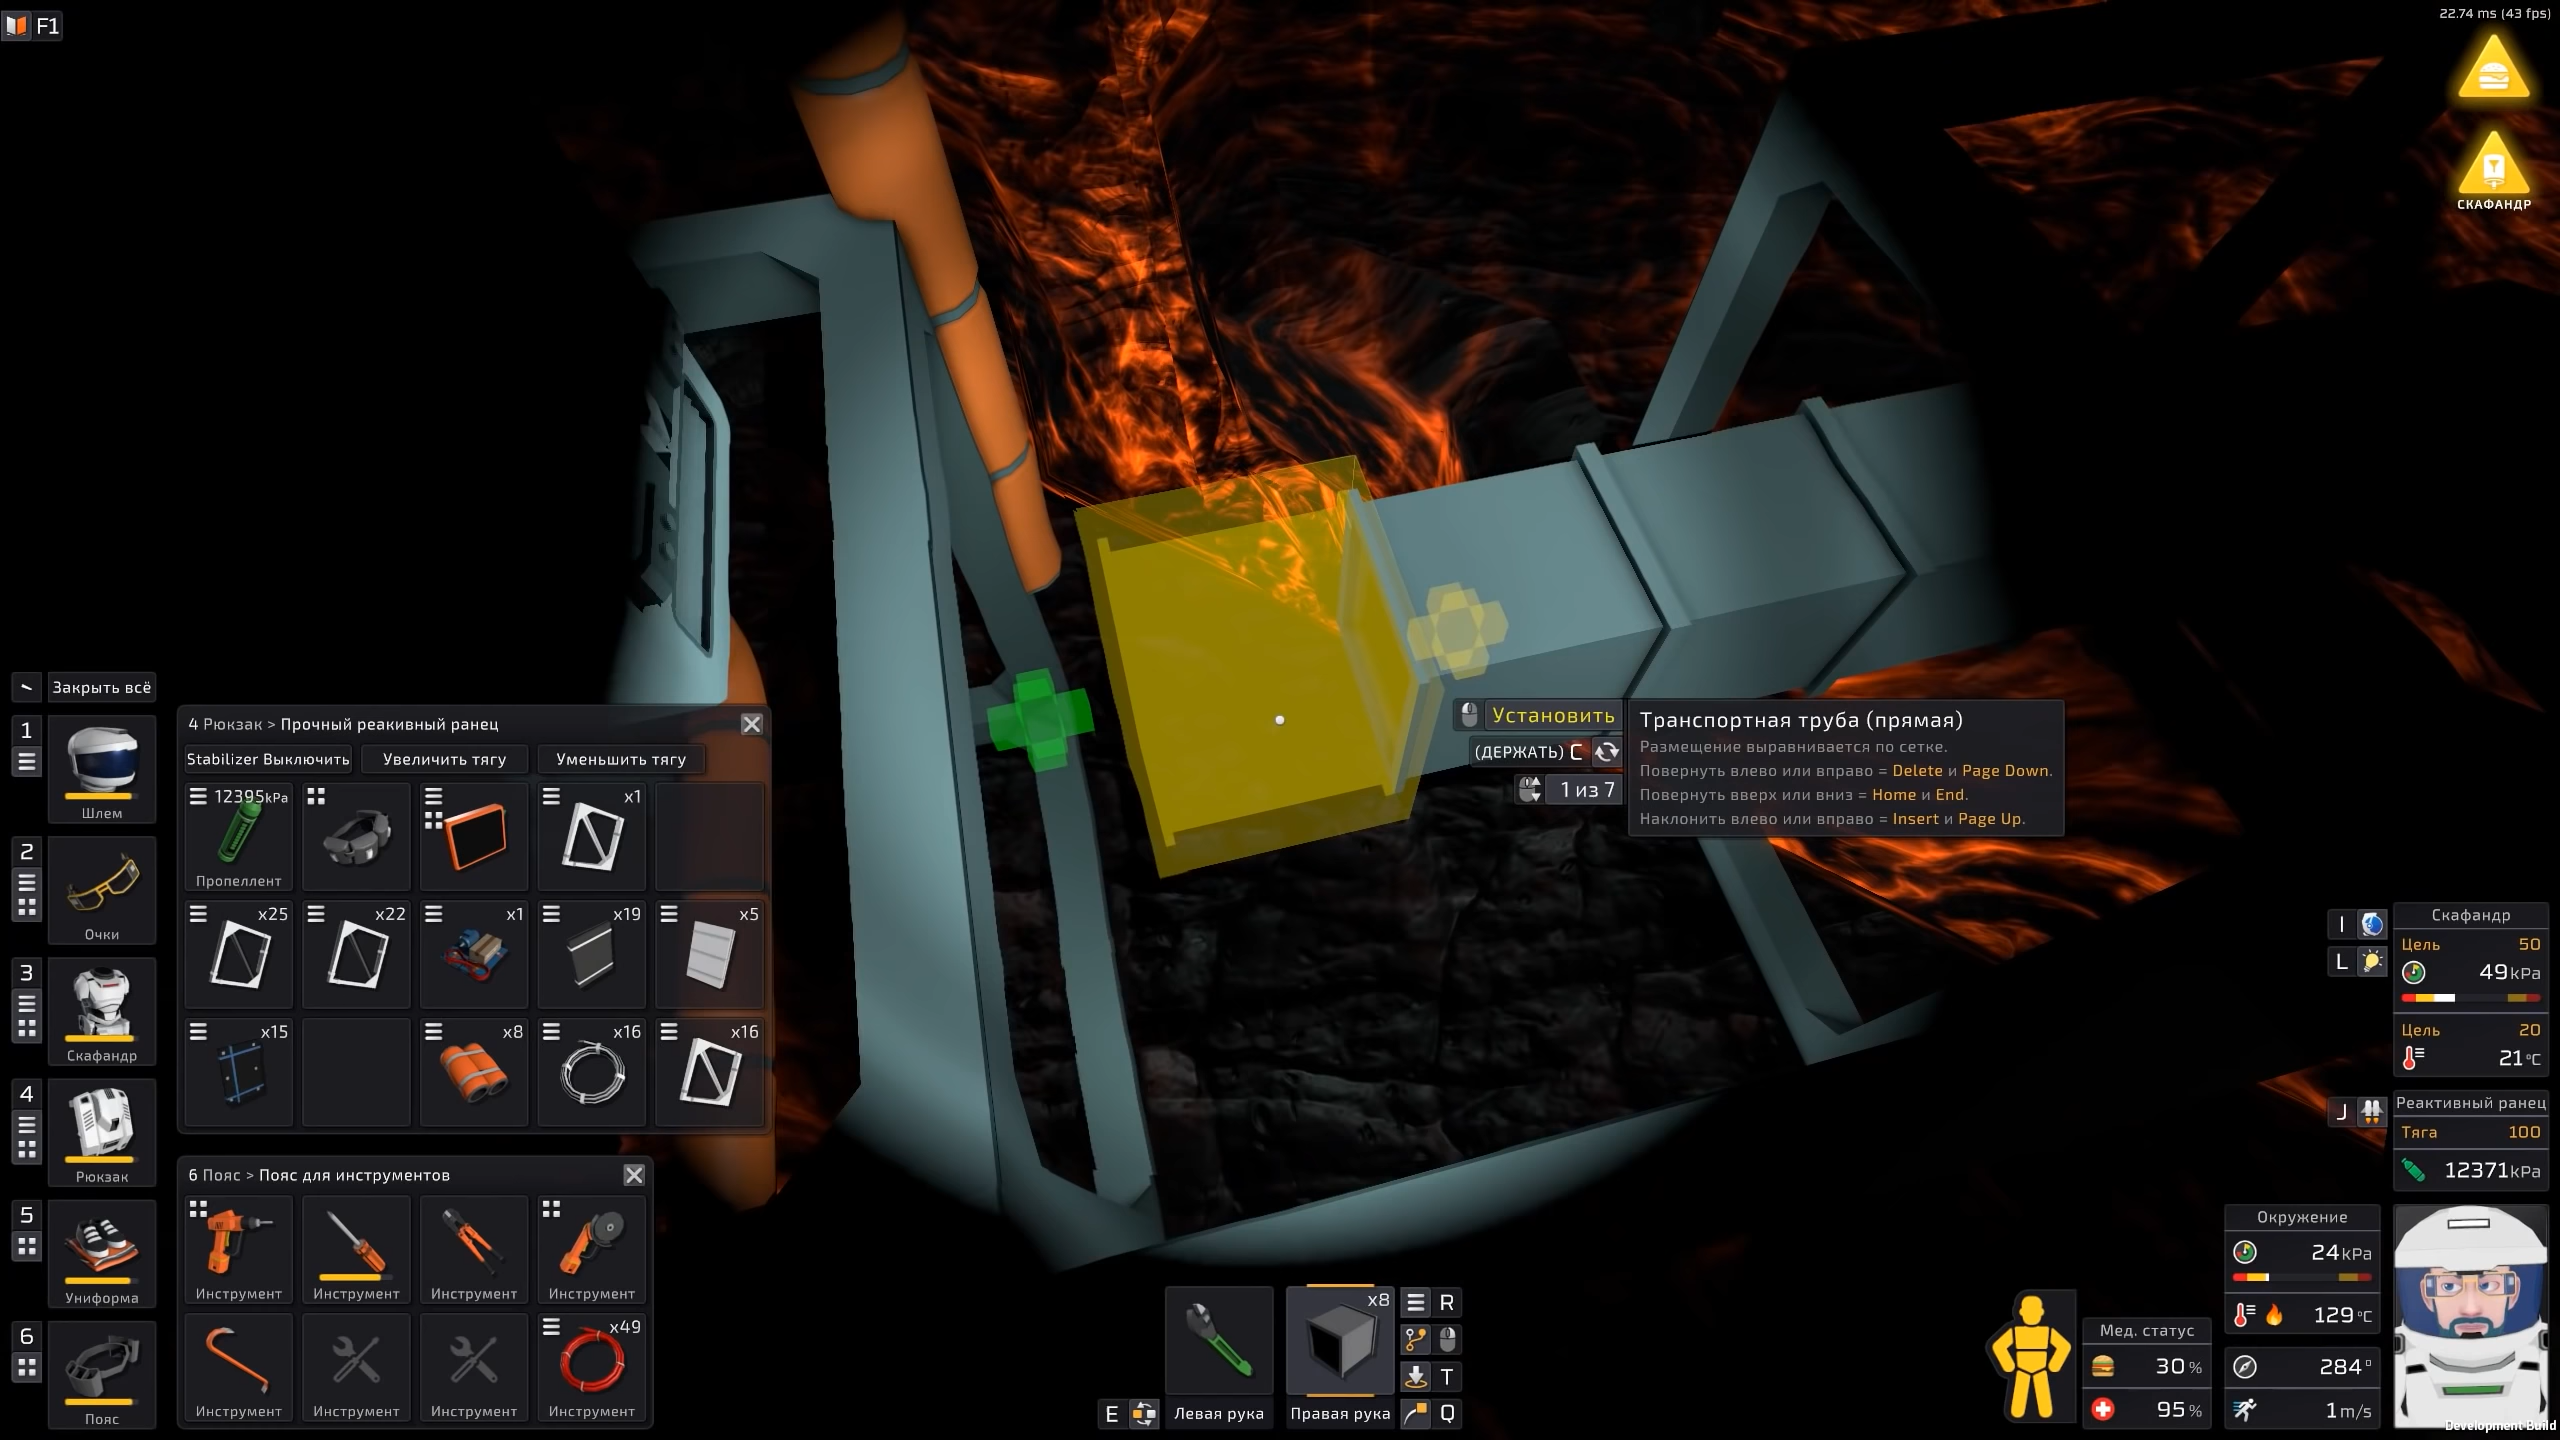 F1
22.74 ms (43 fps)
СКАФАНДР
Закрыть всё
1
Шлем
2
Очки
3
Скафандр
4
Рюкзак
5
Униформа
6
Пояс
4 Рюкзак > Прочный реакивный ранец
Stabilizer Выключить
Увеличить тягу
Уменьшить тягу
12395kPa
x1
Пропеллент
x25
x22
x1
x19
x5
x15
x8
x16
x16
6 Пояс > Пояс для инструментов
Инструмент
Инструмент
Инструмент
Инструмент
x49
Инструмент
Инструмент
Инструмент
Инструмент
Установить
(ДЕРЖАТЬ) C
1 из 7
Транспортная труба (прямая)
Размещение выравнивается по сетке.
Повернуть влево или вправо = Delete и Page Down.
Повернуть вверх или вниз = Home и End.
Наклонить влево или вправо = Insert и Page Up.
x8
R
T
E
Левая рука
Правая рука
Q
I
L
Скафандр
Цель 50
49kPa
Цель 20
21°C
J
Реактивный ранец
Тяга 100
12371kPa
Окружение
24kPa
129°C
Мед. статус
30%
95%
284°
1m/s
Development Build